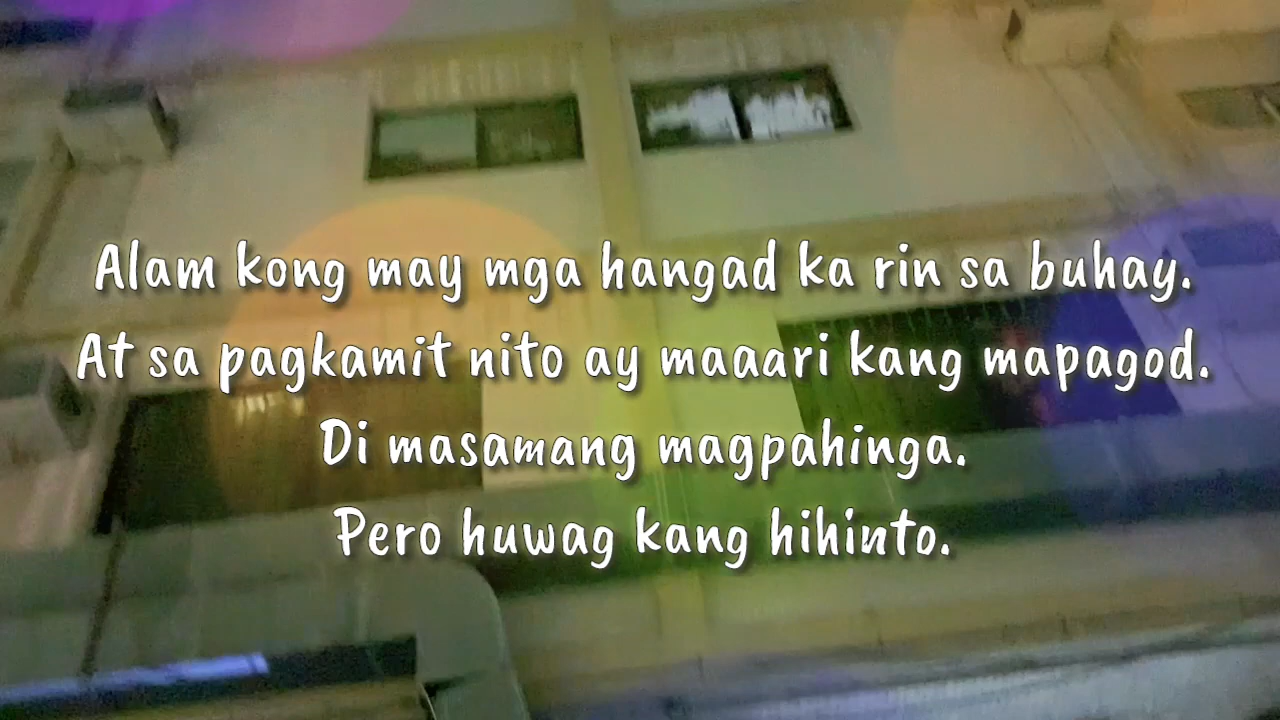 Alam kong may mga hangad ka rin sa buhay.
At sa pagkamit nito ay maaari kang mapagod.
Di masamang magpahinga.
Pero huwag kang hihinto.